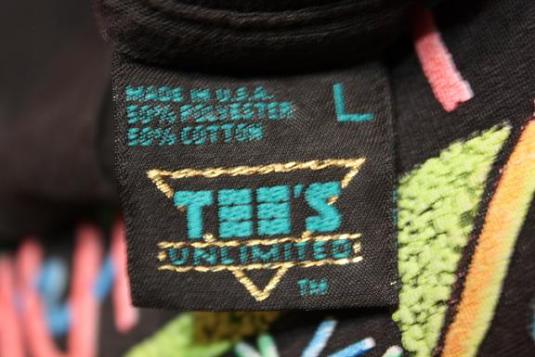 MADE IN U.S.A.
50% POLYESTER
50% COTTON
L
TEE'S
UNLIMITED
TM